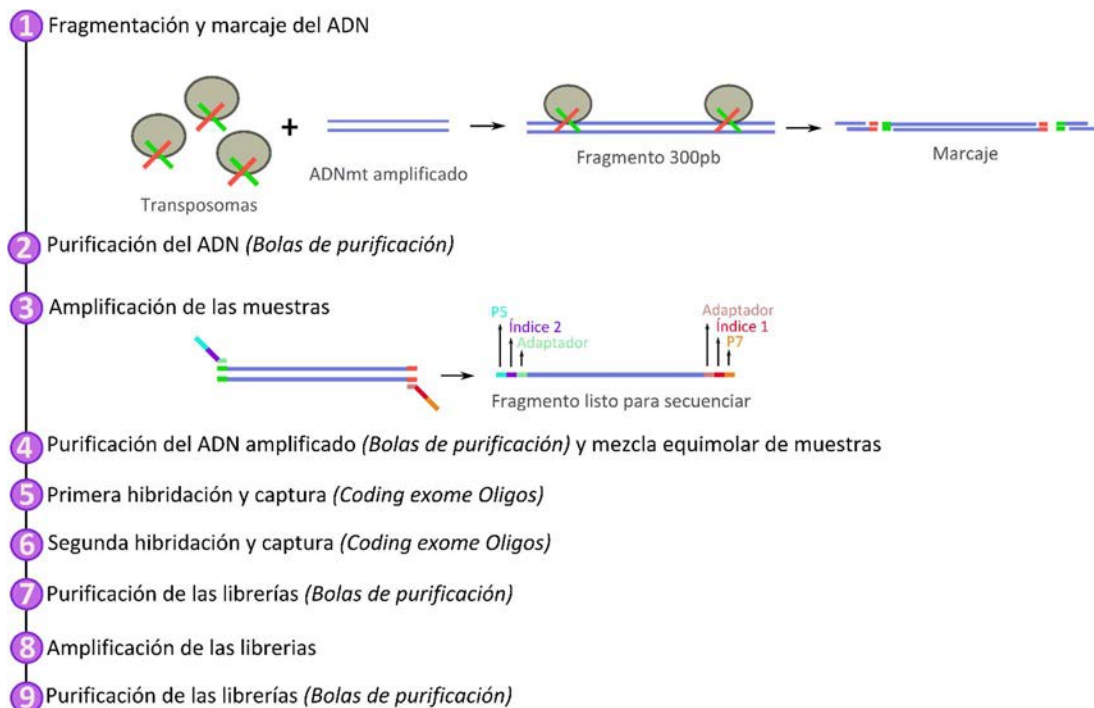 1 Fragmentación y marcaje del ADN
+
Transposomas
ADNmt amplificado
Fragmento 300pb
Marcaje
2 Purificación del ADN (Bolas de purificación)
3 Amplificación de las muestras
P5
Índice 2
Adaptador
Adaptador
Índice 1
P7
Fragmento listo para secuenciar
4 Purificación del ADN amplificado (Bolas de purificación) y mezcla equimolar de muestras
5 Primera hibridación y captura (Coding exome Oligos)
6 Segunda hibridación y captura (Coding exome Oligos)
7 Purificación de las librerías (Bolas de purificación)
8 Amplificación de las librerias
9 Purificación de las librerías (Bolas de purificación)